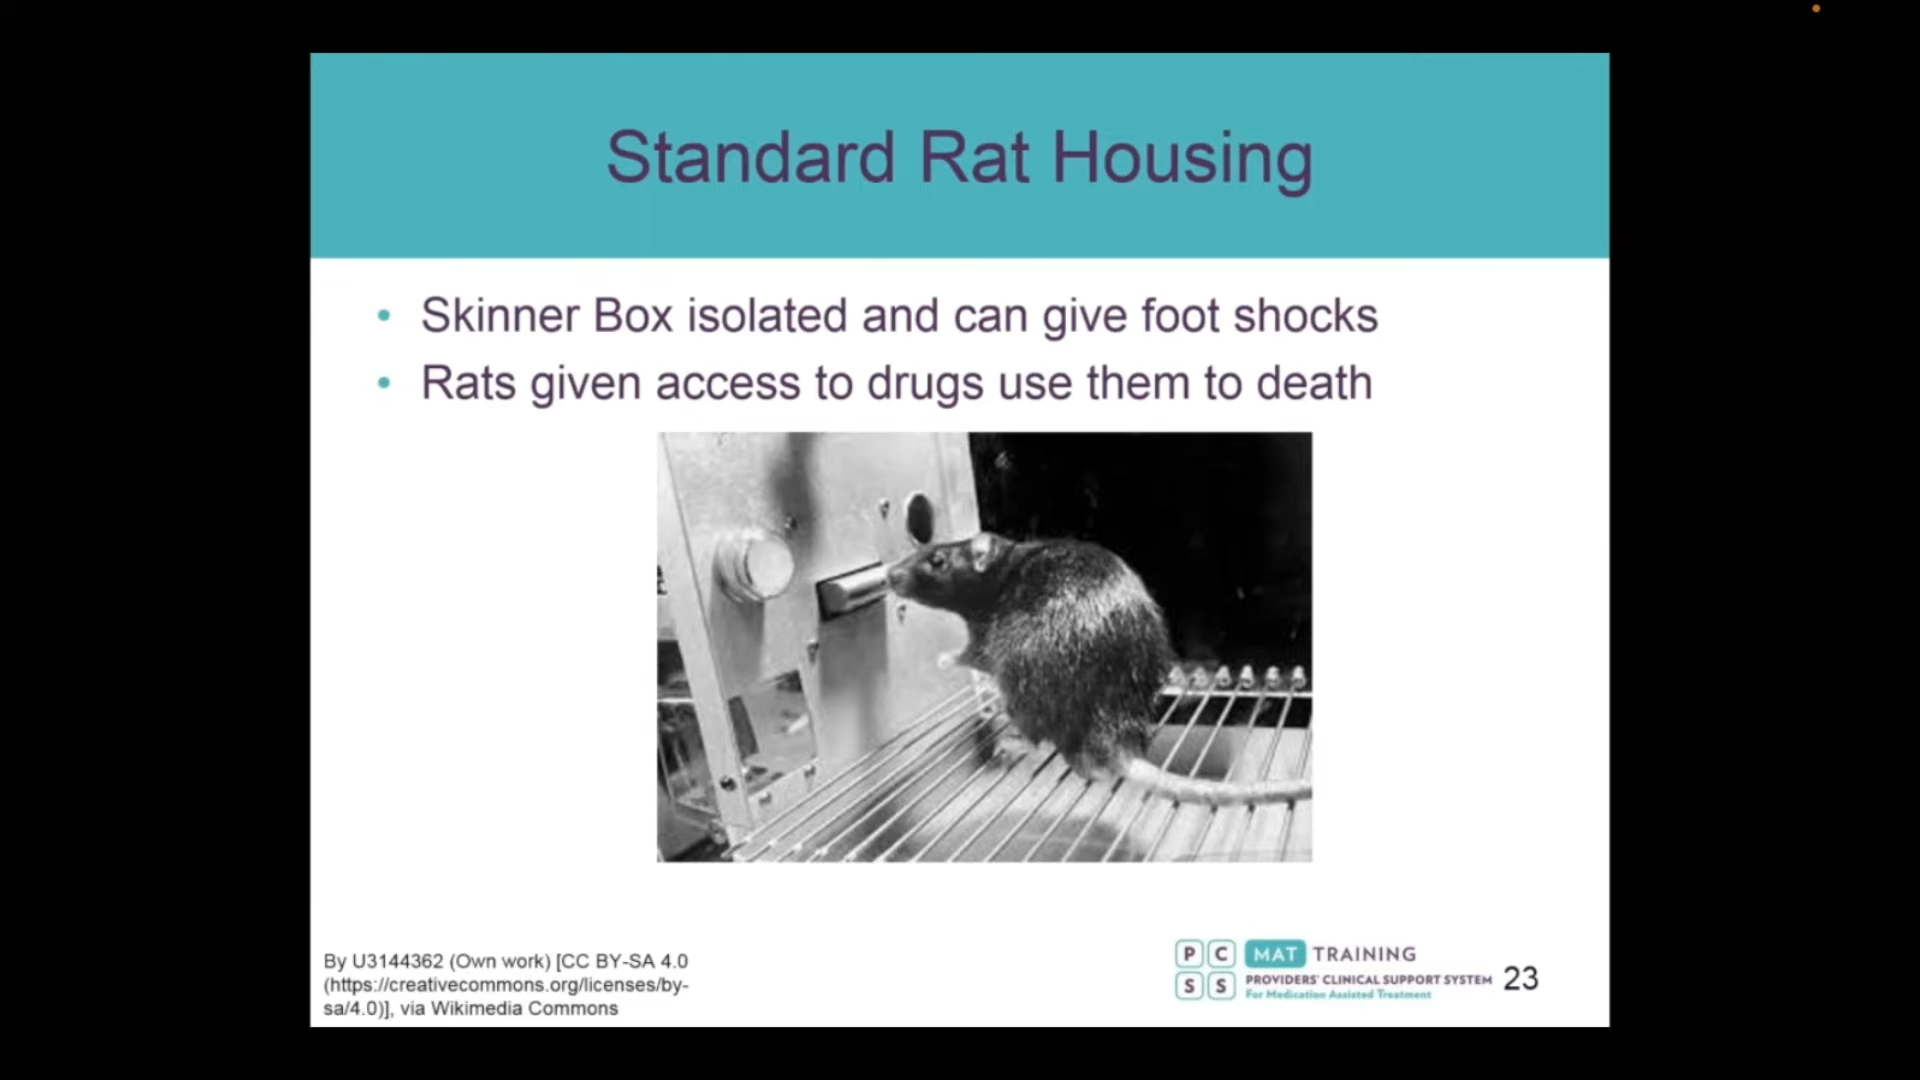 Standard Rat Housing
• Skinner Box isolated and can give foot shocks
• Rats given access to drugs use them to death
By U3144362 (Own work) [CC BY-SA 4.0
(https://creativecommons.org/licenses/by-
sa/4.0)], via Wikimedia Commons
P C
S S
MAT TRAINING
PROVIDERS' CLINICAL SUPPORT SYSTEM
For Medication Assisted Treatment
23